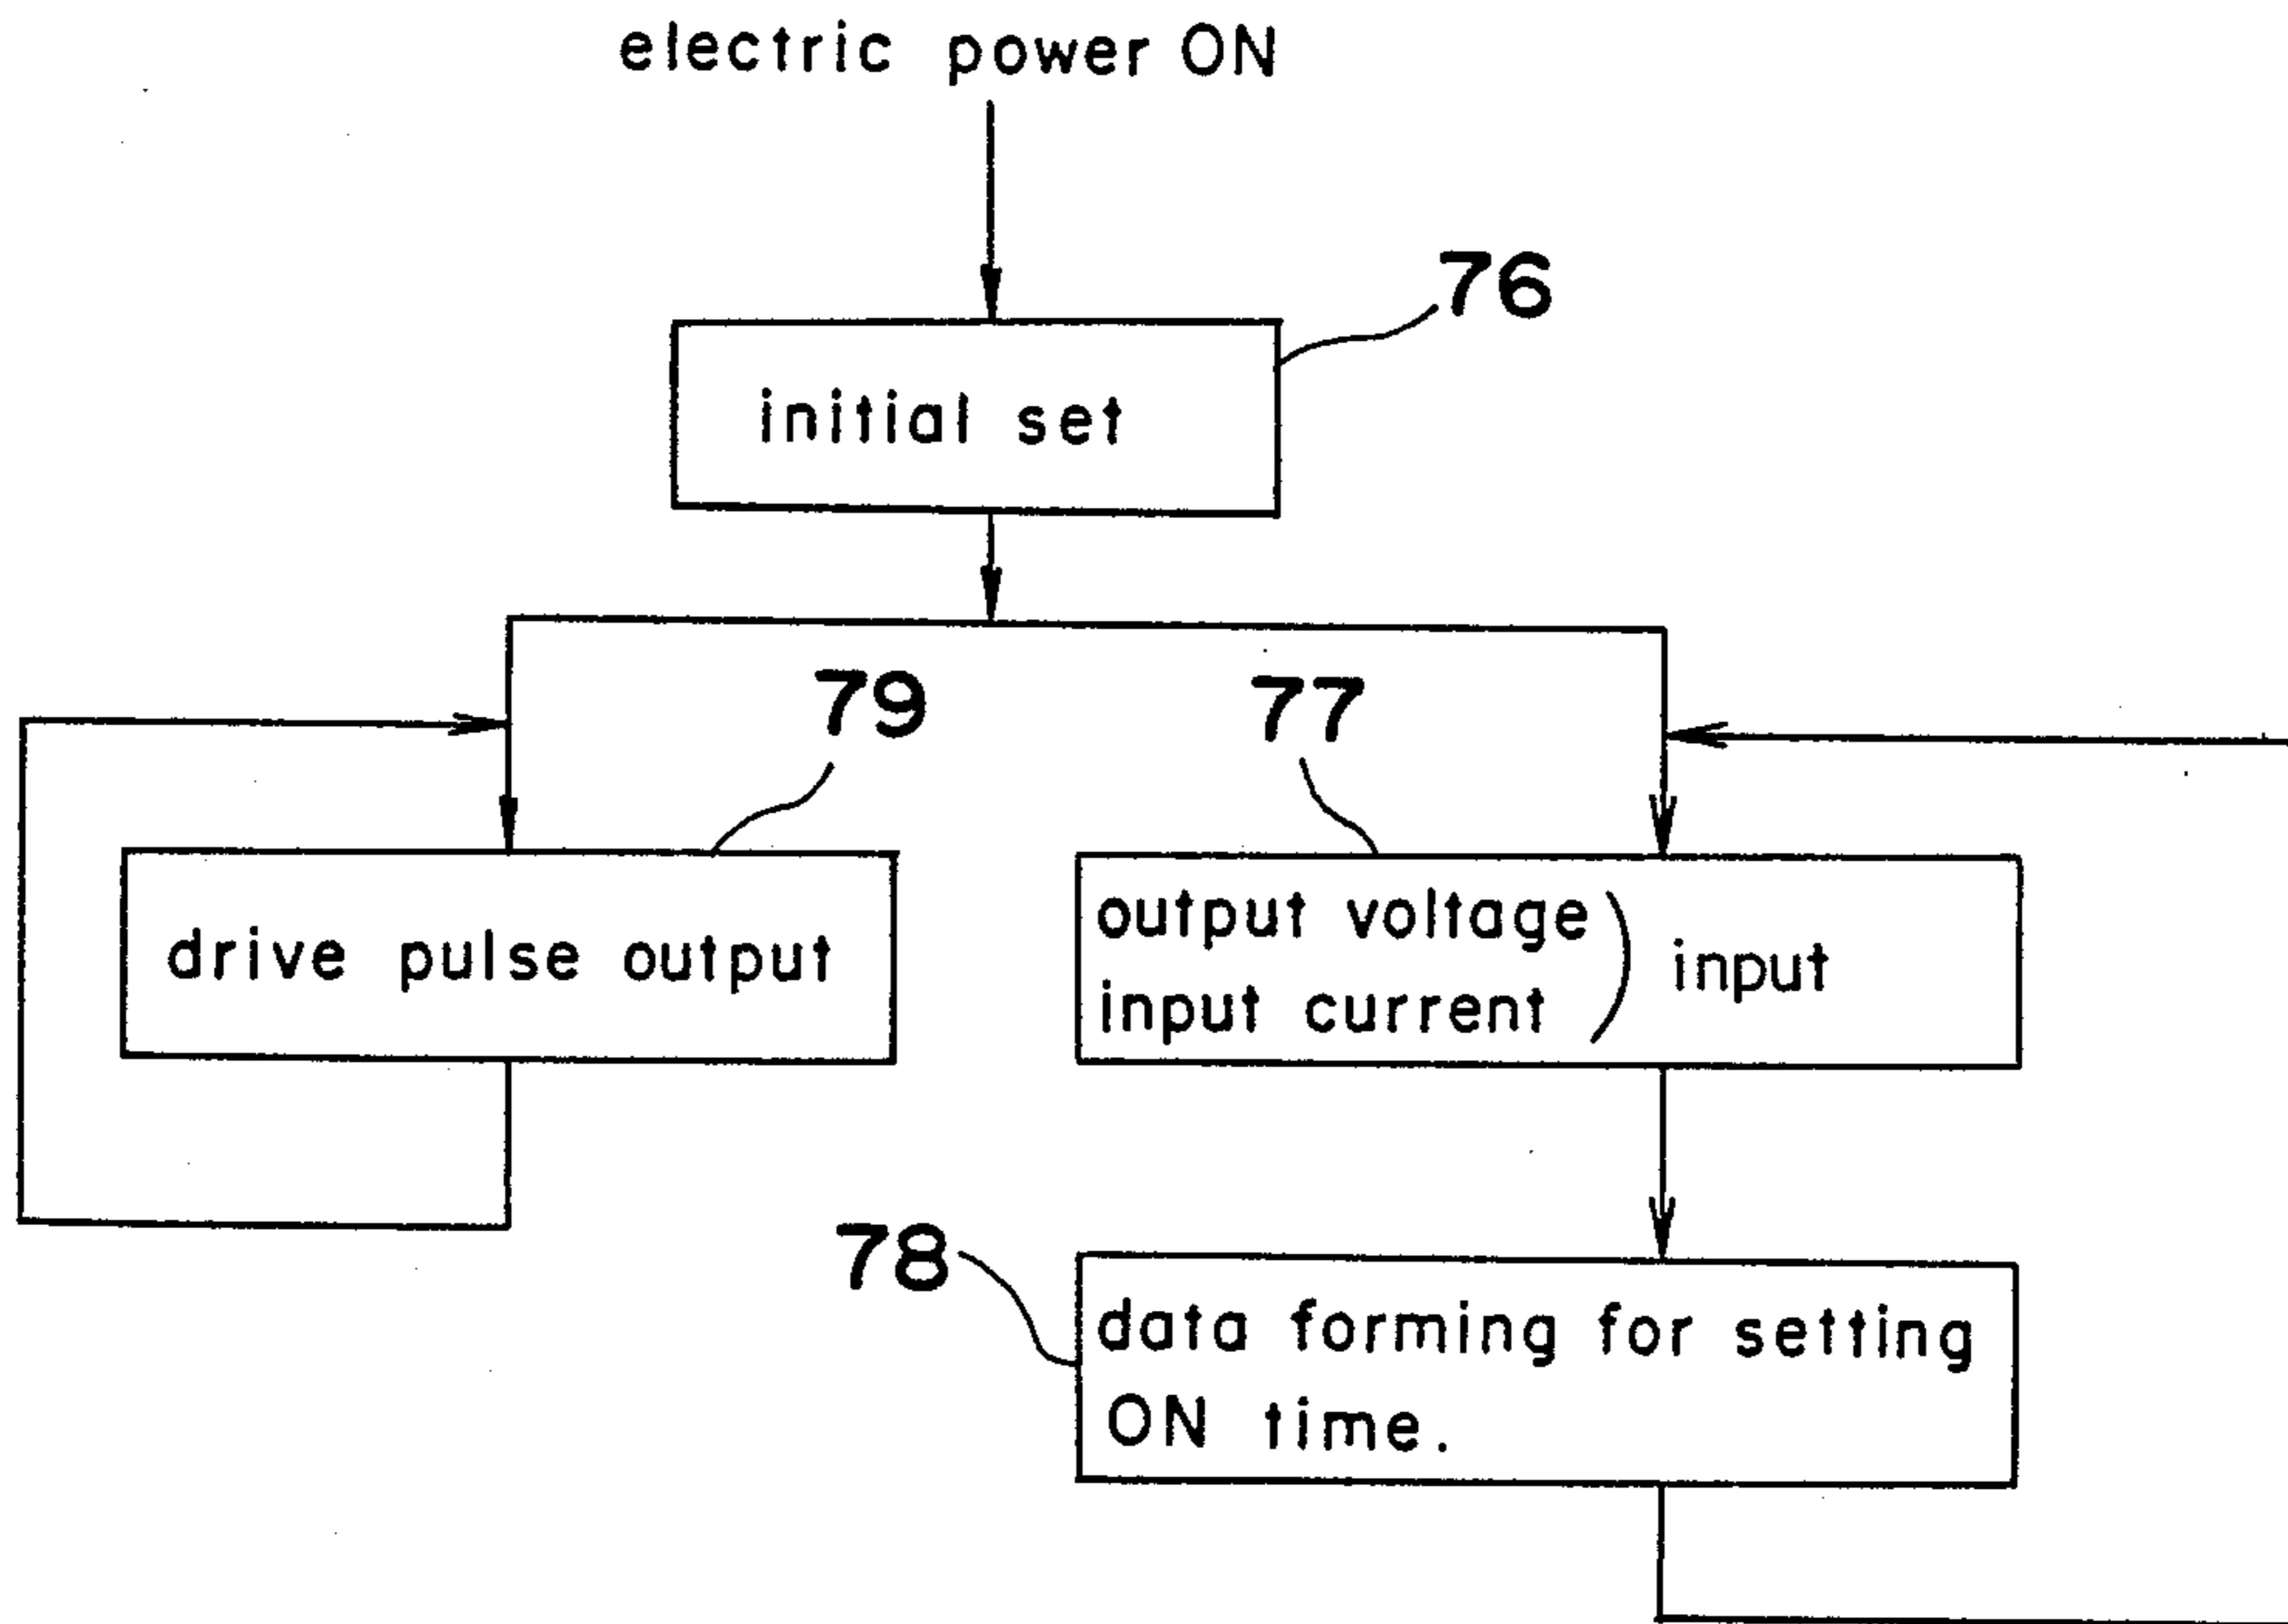 electric power ON
76
initial set
79
77
drive pulse output
output voltage
input current
) input
78
data forming for setting
ON time.